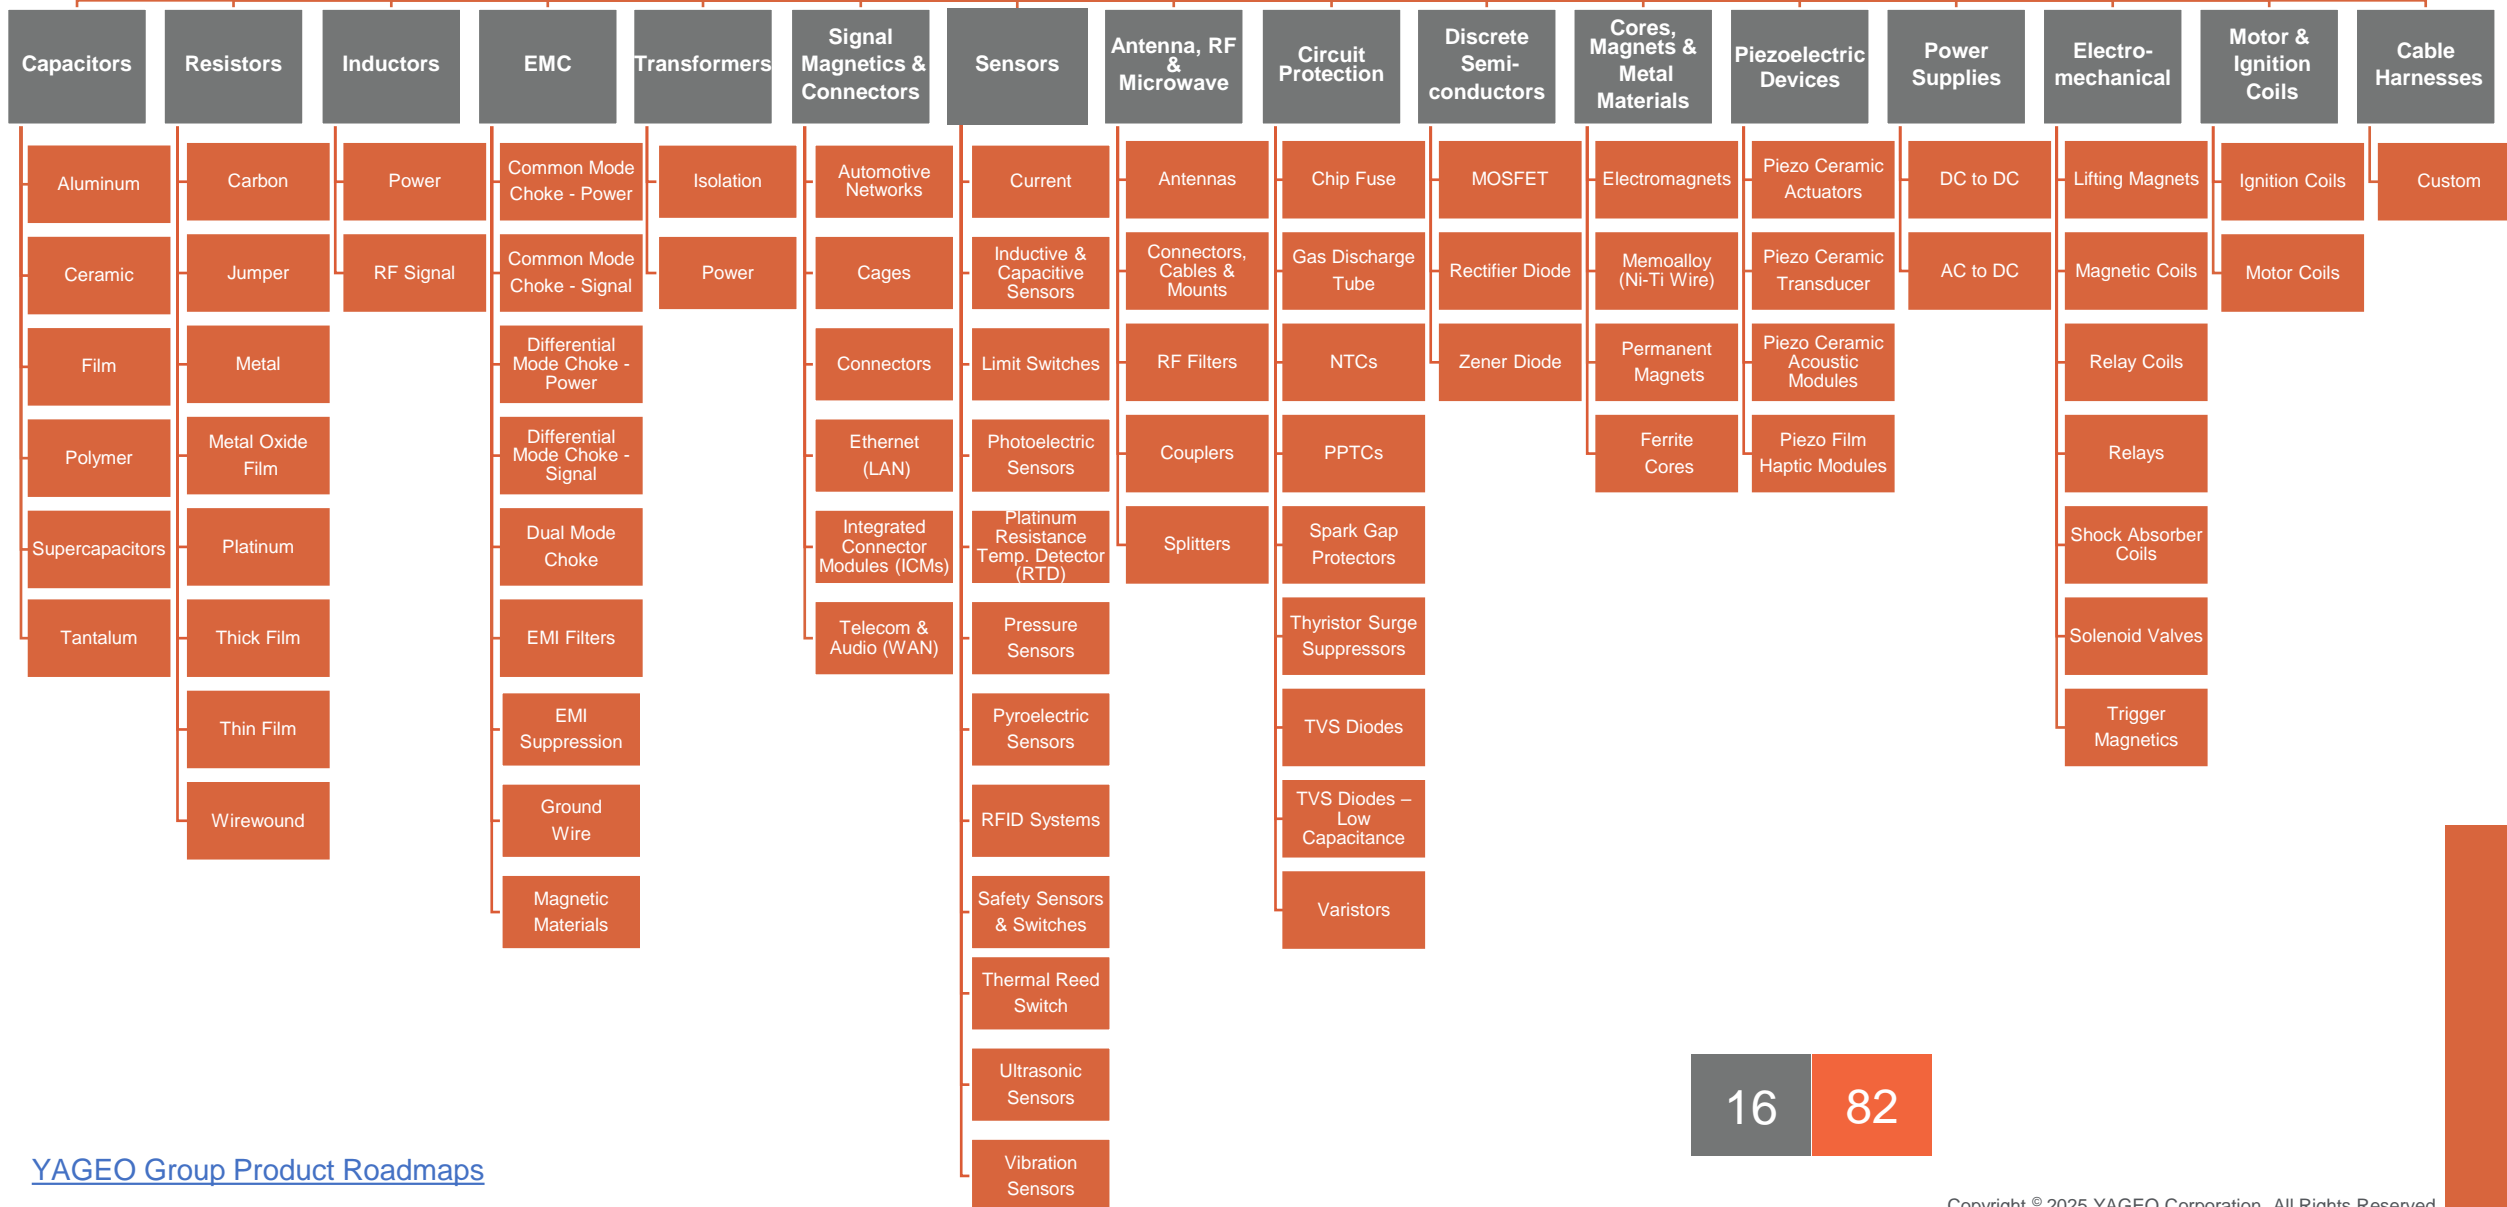 Capacitors
Aluminum
Ceramic
Film
Polymer
Supercapacitors
Tantalum
Resistors
Carbon
Jumper
Metal
Metal Oxide
Film
Platinum
Thick Film
Thin Film
Wirewound
Inductors
Power
RF Signal
EMC
Common Mode
Choke - Power
Common Mode
Choke - Signal
Differential
Mode Choke -
Power
Differential
Mode Choke -
Signal
Dual Mode
Choke
EMI Filters
EMI
Suppression
Ground
Wire
Magnetic
Materials
Transformers
Isolation
Power
Signal
Magnetics &
Connectors
Automotive
Networks
Cages
Connectors
Ethernet
(LAN)
Integrated
Connector
Modules (ICMs)
Telecom &
Audio (WAN)
Sensors
Current
Inductive &
Capacitive
Sensors
Limit Switches
Photoelectric
Sensors
Platinum
Resistance
Temp. Detector
(RTD)
Pressure
Sensors
Pyroelectric
Sensors
RFID Systems
Safety Sensors
& Switches
Thermal Reed
Switch
Ultrasonic
Sensors
Vibration
Sensors
Antenna, RF
&
Microwave
Antennas
Connectors,
Cables &
Mounts
RF Filters
Couplers
Splitters
Circuit
Protection
Chip Fuse
Gas Discharge
Tube
NTCs
PPTCs
Spark Gap
Protectors
Thyristor Surge
Suppressors
TVS Diodes
TVS Diodes –
Low
Capacitance
Varistors
Discrete
Semi-
conductors
MOSFET
Rectifier Diode
Zener Diode
Cores,
Magnets &
Metal
Materials
Electromagnets
Memoalloy
(Ni-Ti Wire)
Permanent
Magnets
Ferrite
Cores
Piezoelectric
Devices
Piezo Ceramic
Actuators
Piezo Ceramic
Transducer
Piezo Ceramic
Acoustic
Modules
Piezo Film
Haptic Modules
Power
Supplies
DC to DC
AC to DC
Electro-
mechanical
Lifting Magnets
Magnetic Coils
Relay Coils
Relays
Shock Absorber
Coils
Solenoid Valves
Trigger
Magnetics
Motor &
Ignition
Coils
Ignition Coils
Motor Coils
Cable
Harnesses
Custom
16 82
YAGEO Group Product Roadmaps
Copyright © 2025 YAGEO Corporation. All Rights Reserved